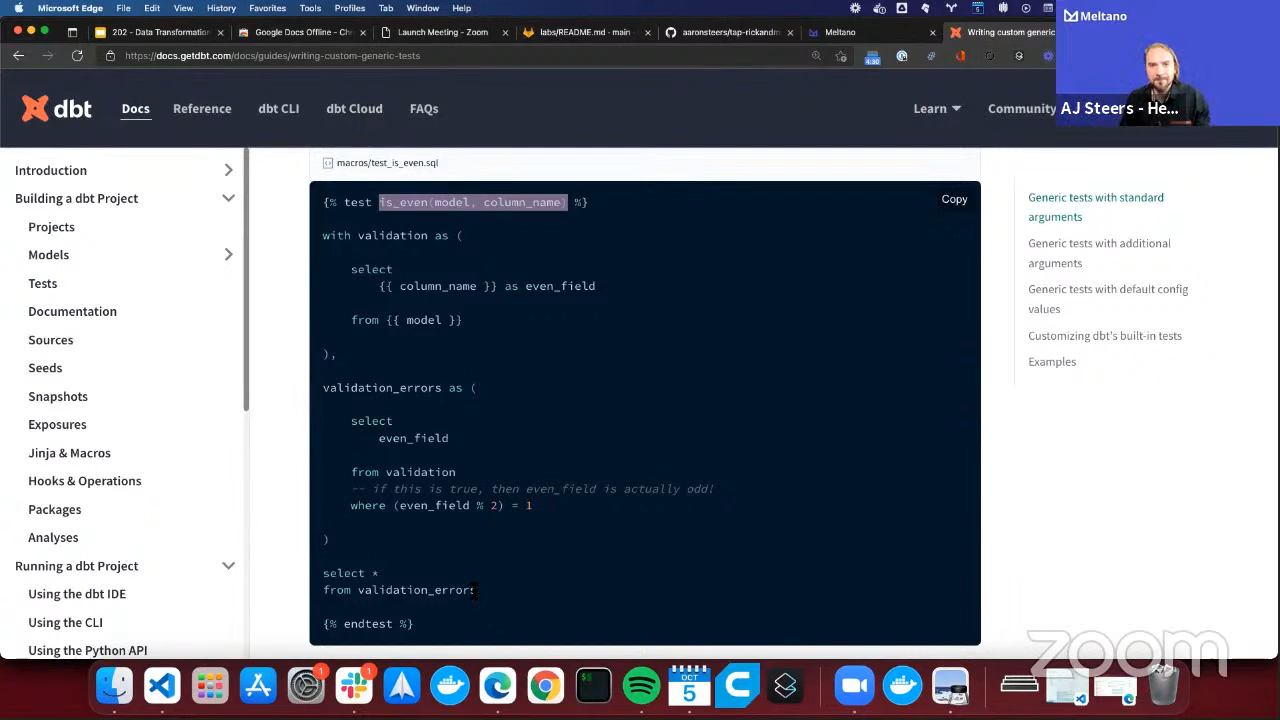 Microsoft Edge File Edit View History Favorites Tools Profiles Tab Window Help
202 - Data Transformation
Google Docs Offline - Chr
Launch Meeting - Zoom
labs/README.md · main ·
aaronsteers/tap-rickandm
Meltano
Writing custom generic
https://docs.getdbt.com/docs/guides/writing-custom-generic-tests
4:30
Meltano
AJ Steers - He...
dbt
Docs
Reference
dbt CLI
dbt Cloud
FAQs
Learn
Community
Introduction
Building a dbt Project
Projects
Models
Tests
Documentation
Sources
Seeds
Snapshots
Exposures
Jinja & Macros
Hooks & Operations
Packages
Analyses
Running a dbt Project
Using the dbt IDE
Using the CLI
Using the Python API
macros/test_is_even.sql
Copy
{% test is_even(model, column_name) %}
with validation as (
select
{{ column_name }} as even_field
from {{ model }}
),
validation_errors as (
select
even_field
from validation
-- if this is true, then even_field is actually odd!
where (even_field % 2) = 1
)
select *
from validation_errors
{% endtest %}
Generic tests with standard
arguments
Generic tests with additional
arguments
Generic tests with default config
values
Customizing dbt's built-in tests
Examples
zoom
1
1
OCT
5